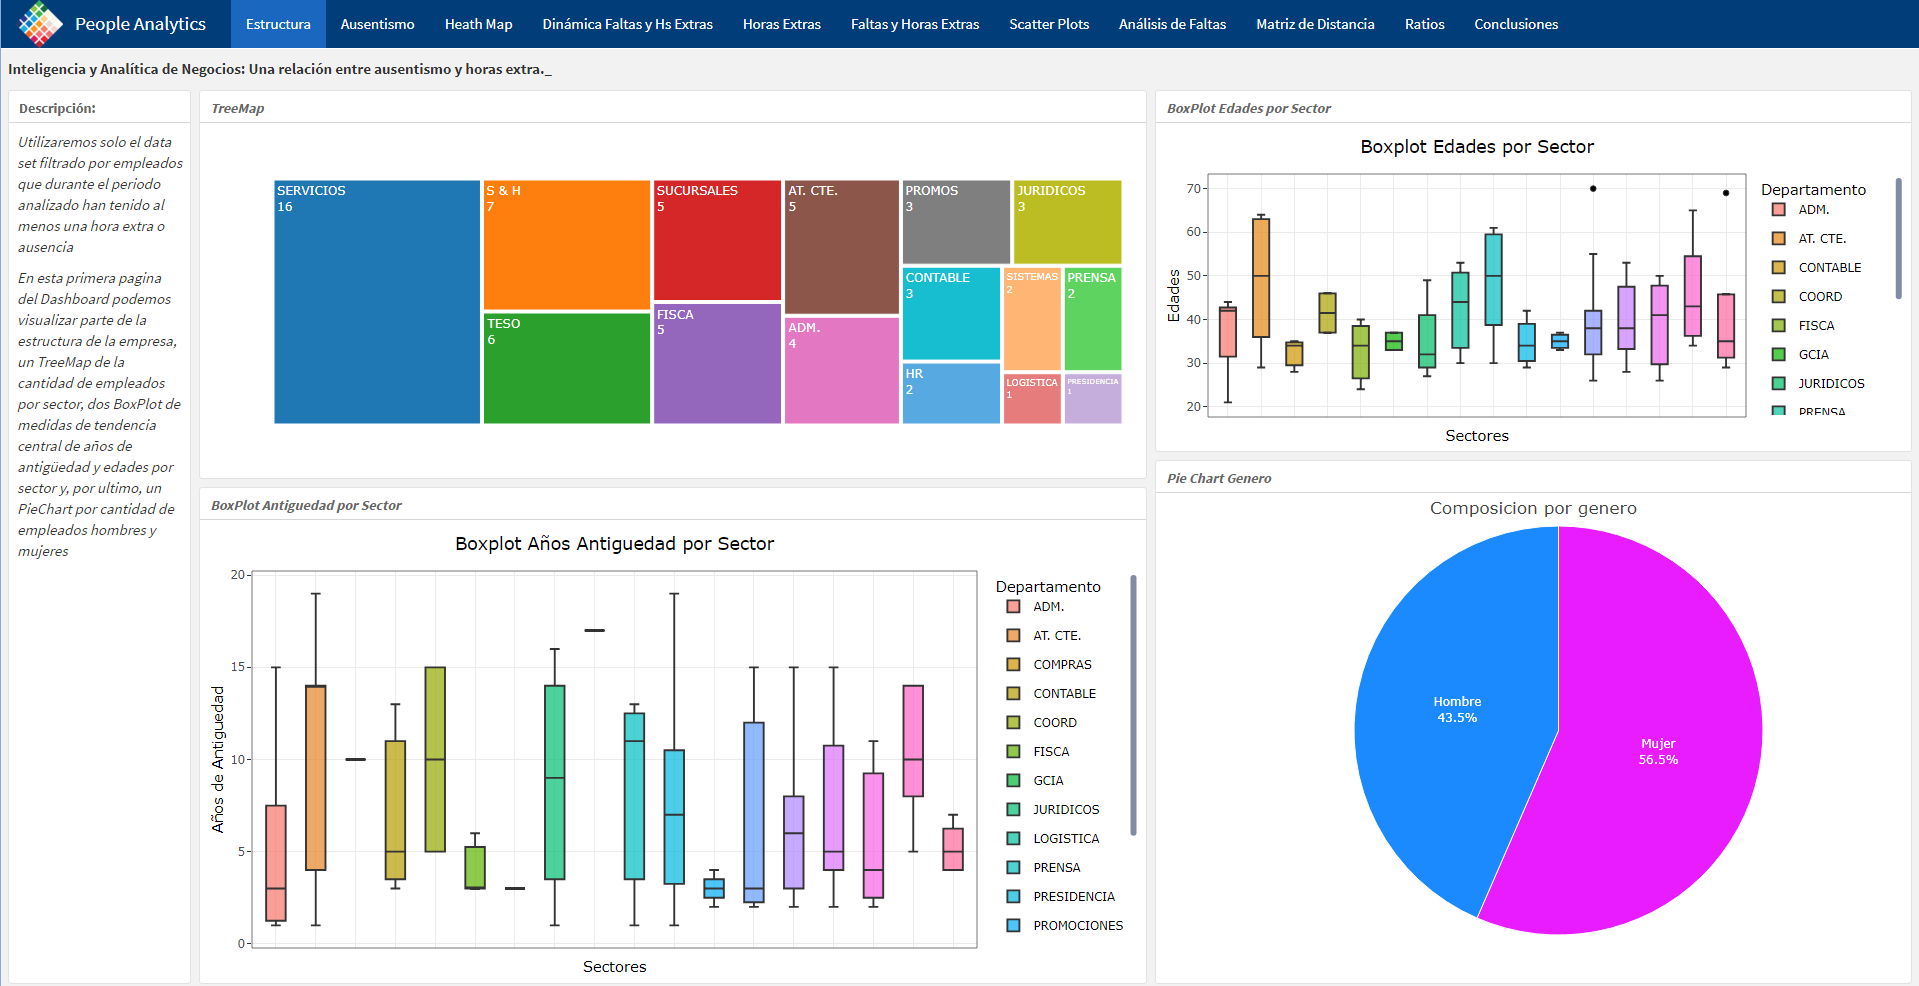 People Analytics
Estructura
Ausentismo
Heath Map
Dinámica Faltas y Hs Extras
Horas Extras
Faltas y Horas Extras
Scatter Plots
Análisis de Faltas
Matriz de Distancia
Ratios
Conclusiones
Inteligencia y Analítica de Negocios: Una relación entre ausentismo y horas extra._
Descripción:
Utilizaremos solo el data
set filtrado por empleados
que durante el periodo
analizado han tenido al
menos una hora extra o
ausencia
En esta primera pagina
del Dashboard podemos
visualizar parte de la
estructura de la empresa,
un TreeMap de la
cantidad de empleados
por sector, dos BoxPlot de
medidas de tendencia
central de años de
antigüedad y edades por
sector y, por ultimo, un
PieChart por cantidad de
empleados hombres y
mujeres
TreeMap
SERVICIOS
16
S & H
7
TESO
6
SUCURSALES
5
FISCA
5
AT. CTE.
5
ADM.
4
PROMOS
3
JURIDICOS
3
CONTABLE
3
SISTEMAS
2
PRENSA
2
HR
2
LOGISTICA
1
PRESIDENCIA
1
BoxPlot Antiguedad por Sector
Boxplot Años Antiguedad por Sector
Años de Antiguedad
20
15
10
5
0
Sectores
Departamento
ADM.
AT. CTE.
COMPRAS
CONTABLE
COORD
FISCA
GCIA
JURIDICOS
LOGISTICA
PRENSA
PRESIDENCIA
PROMOCIONES
BoxPlot Edades por Sector
Boxplot Edades por Sector
Edades
70
60
50
40
30
20
Sectores
Departamento
ADM.
AT. CTE.
CONTABLE
COORD
FISCA
GCIA
JURIDICOS
PRENSA
Pie Chart Genero
Composicion por genero
Hombre
43.5%
Mujer
56.5%